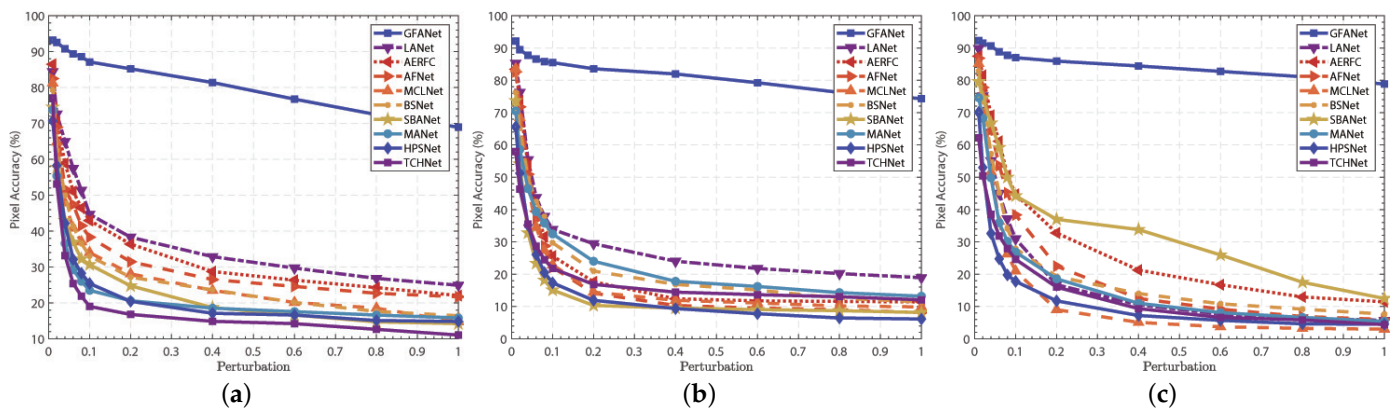 100
90
80
70
60
50
40
30
20
10
0 0.1 0.2 0.3 0.4 0.5 0.6 0.7 0.8 0.9 1
Pixel Accuracy (%)
Perturbation
GFANet
LANet
AERFC
AFNet
MCLNet
BSNet
SBANet
MANet
HPSNet
TCHNet
(a)
100
90
80
70
60
50
40
30
20
10
0
0 0.1 0.2 0.3 0.4 0.5 0.6 0.7 0.8 0.9 1
Pixel Accuracy (%)
Perturbation
GFANet
LANet
AERFC
AFNet
MCLNet
BSNet
SBANet
MANet
HPSNet
TCHNet
(b)
100
90
80
70
60
50
40
30
20
10
0
0 0.1 0.2 0.3 0.4 0.5 0.6 0.7 0.8 0.9 1
Pixel Accuracy (%)
Perturbation
GFANet
LANet
AERFC
AFNet
MCLNet
BSNet
SBANet
MANet
HPSNet
TCHNet
(c)